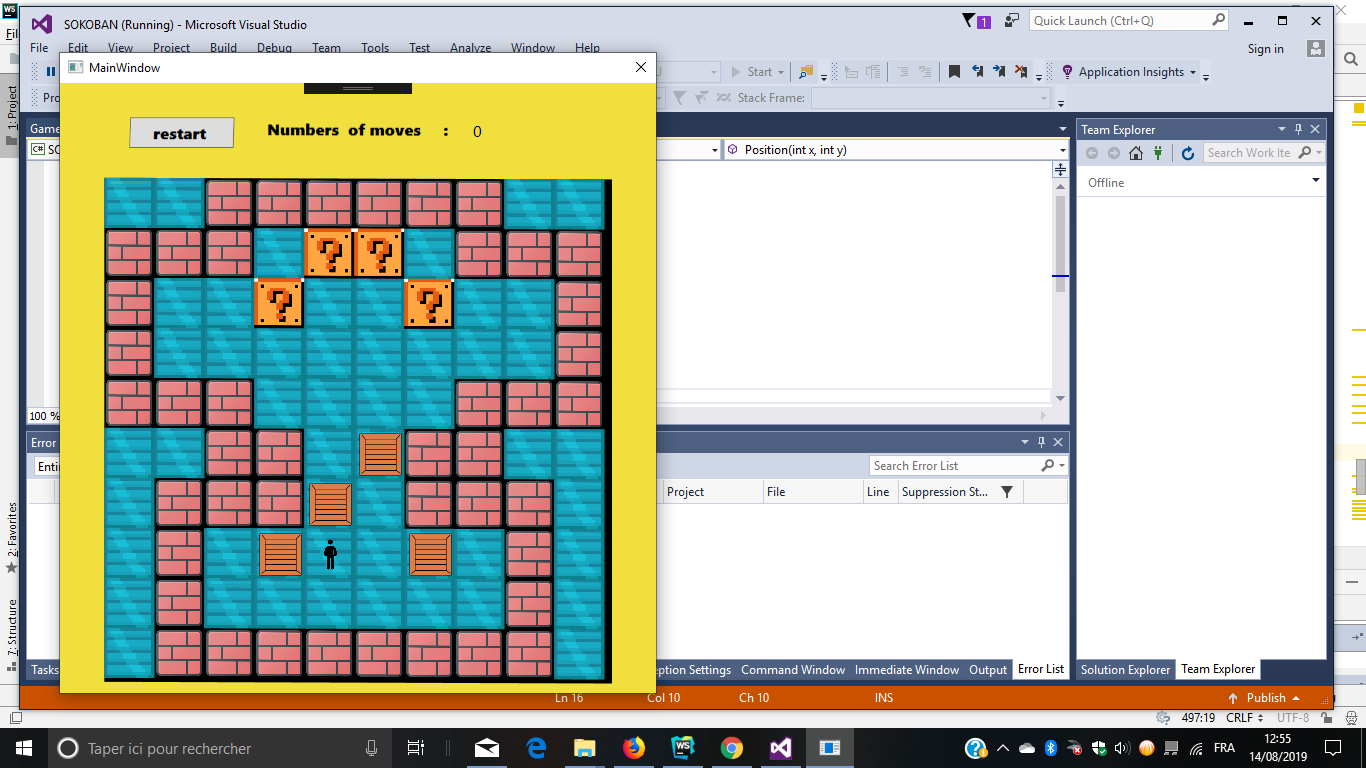 SOKOBAN (Running) - Microsoft Visual Studio
1
Quick Launch (Ctrl+Q)
File Edit View Project Build Debug Team Tools Test Analyze Window Help
Sign in
MainWindow
Start
Application Insights
Stack Frame:
restart
Numbers of moves : 0
Game
C#
Position(int x, int y)
Team Explorer
Search Work Ite
Offline
1: Project
2: Favorites
7: Structure
100 %
Error
Entir
Search Error List
Project File Line Suppression St...
Tasks
eption Settings Command Window Immediate Window Output Error List
Solution Explorer Team Explorer
Ln 16 Col 10 Ch 10 INS
Publish
497:19 CRLF UTF-8
Taper ici pour rechercher
WS
FRA
12:55
14/08/2019